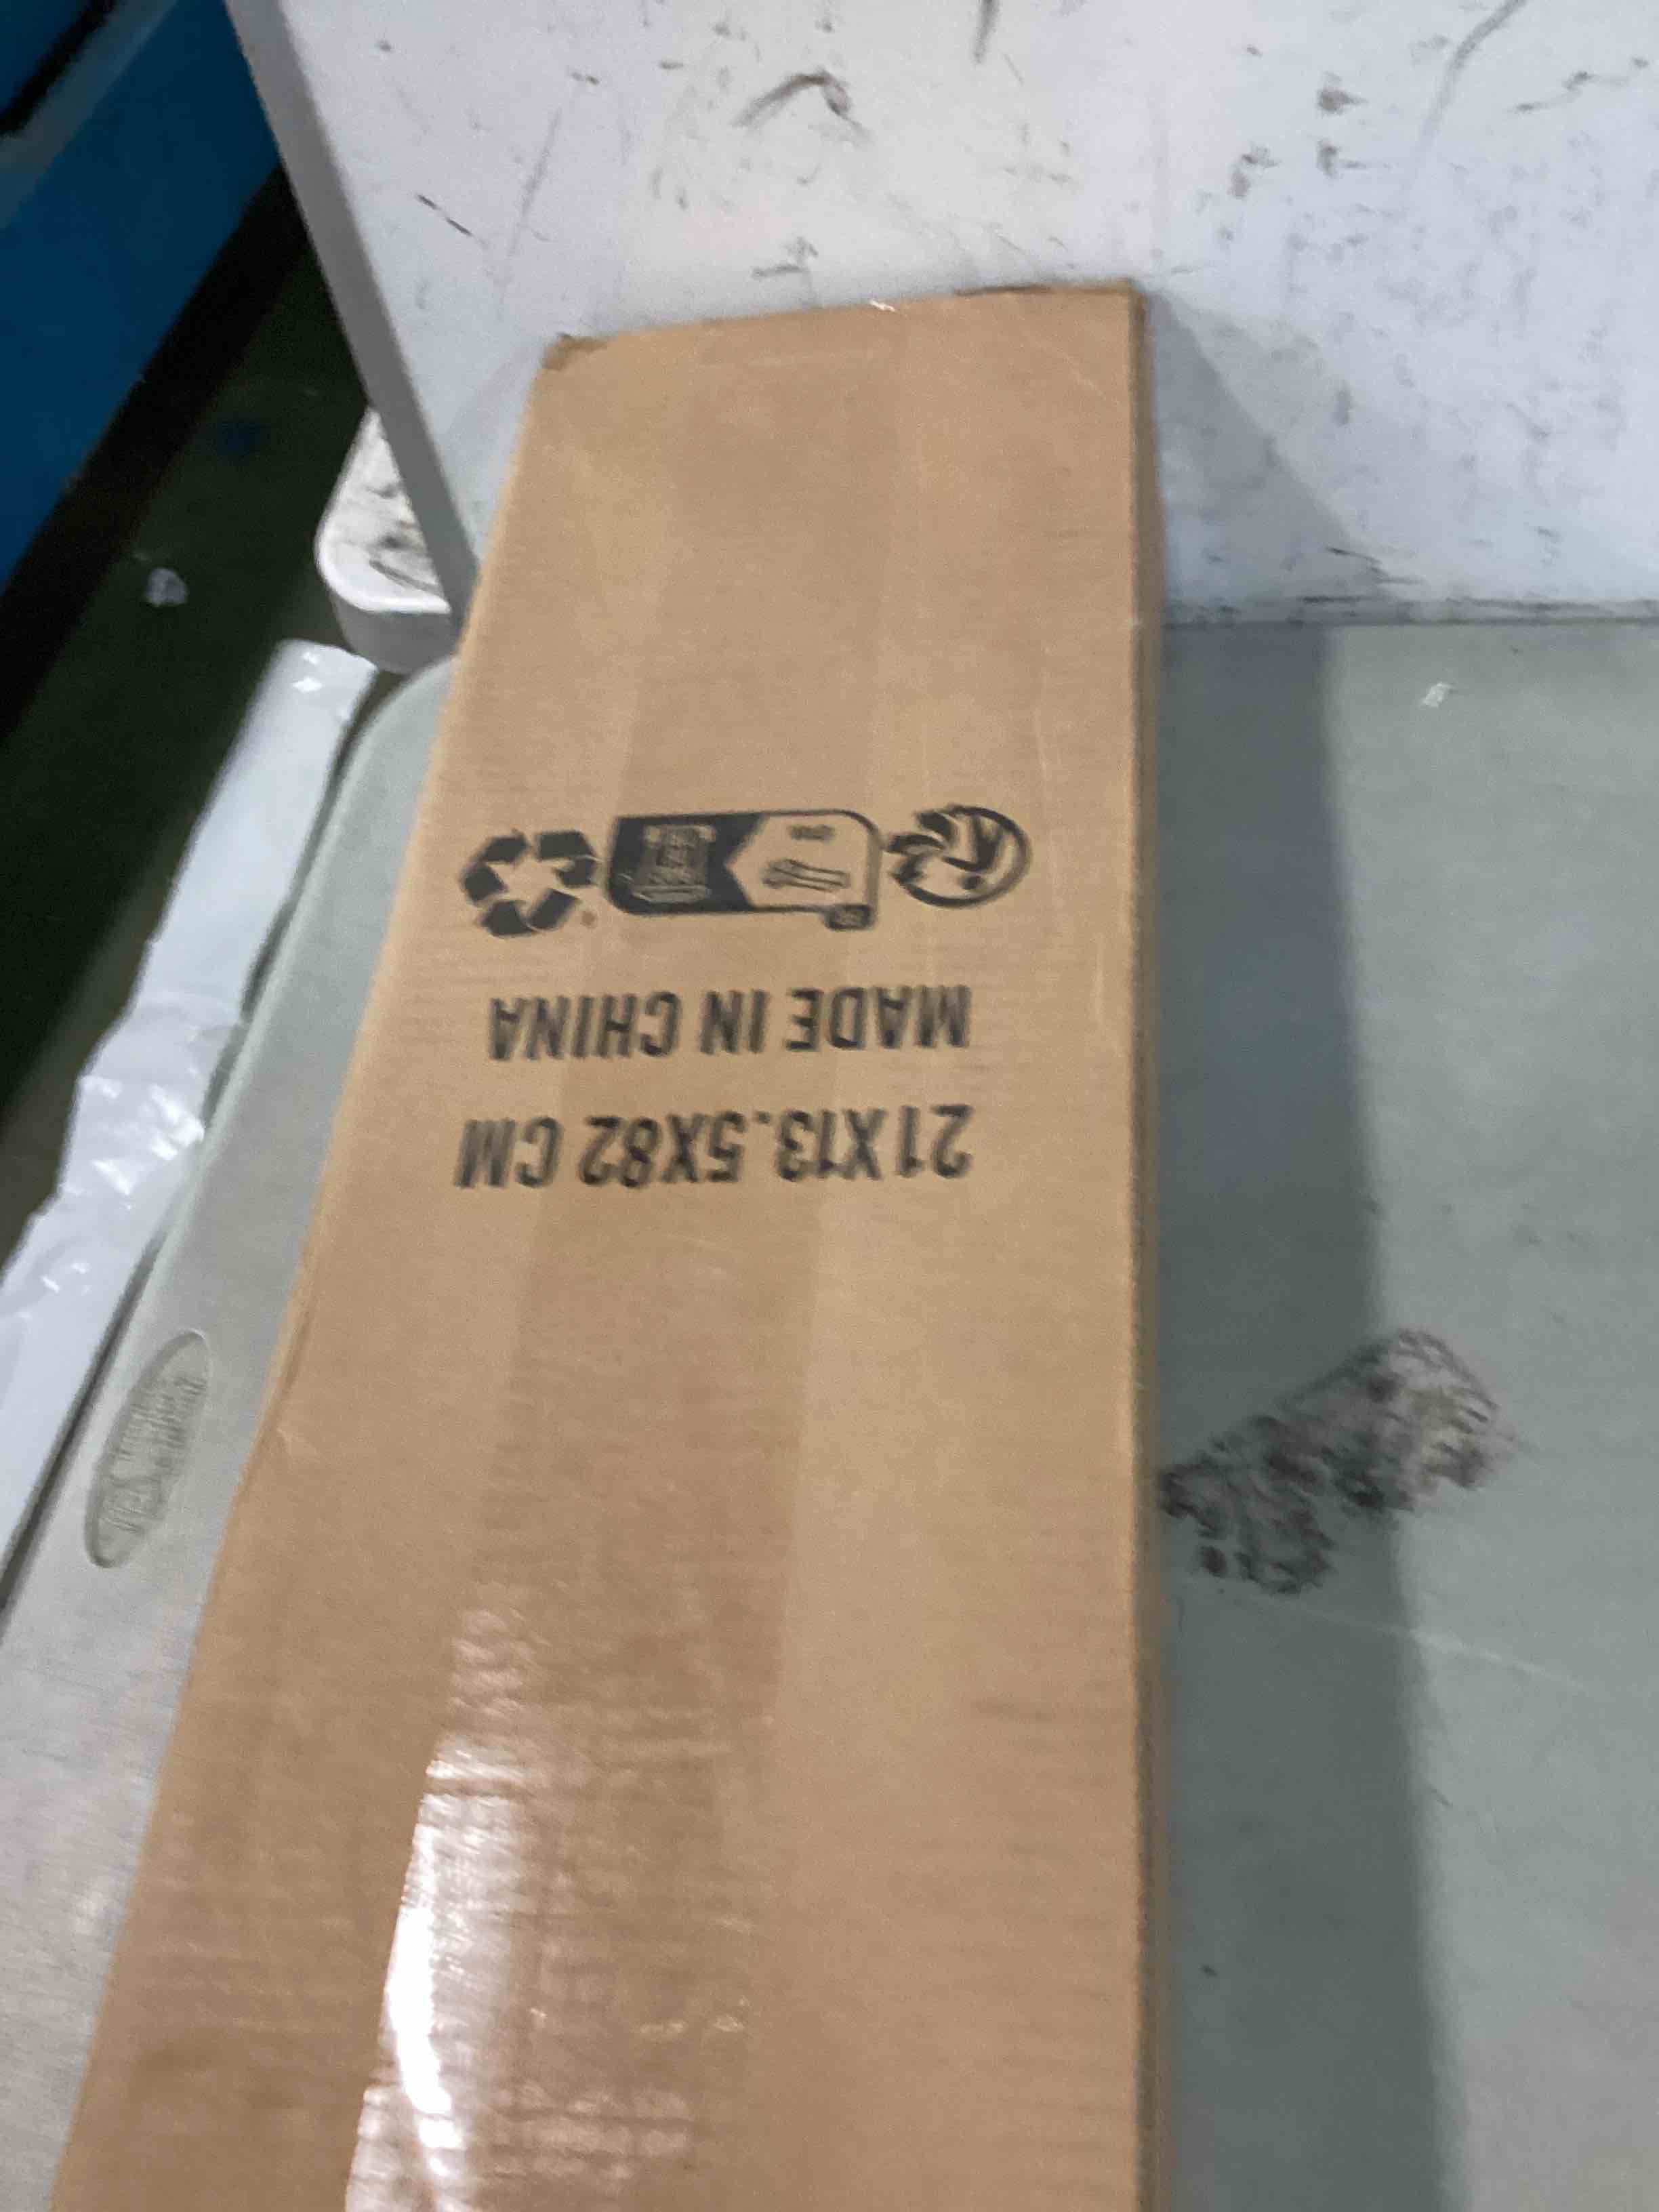 21X13.5X82 CM
MADE IN CHINA